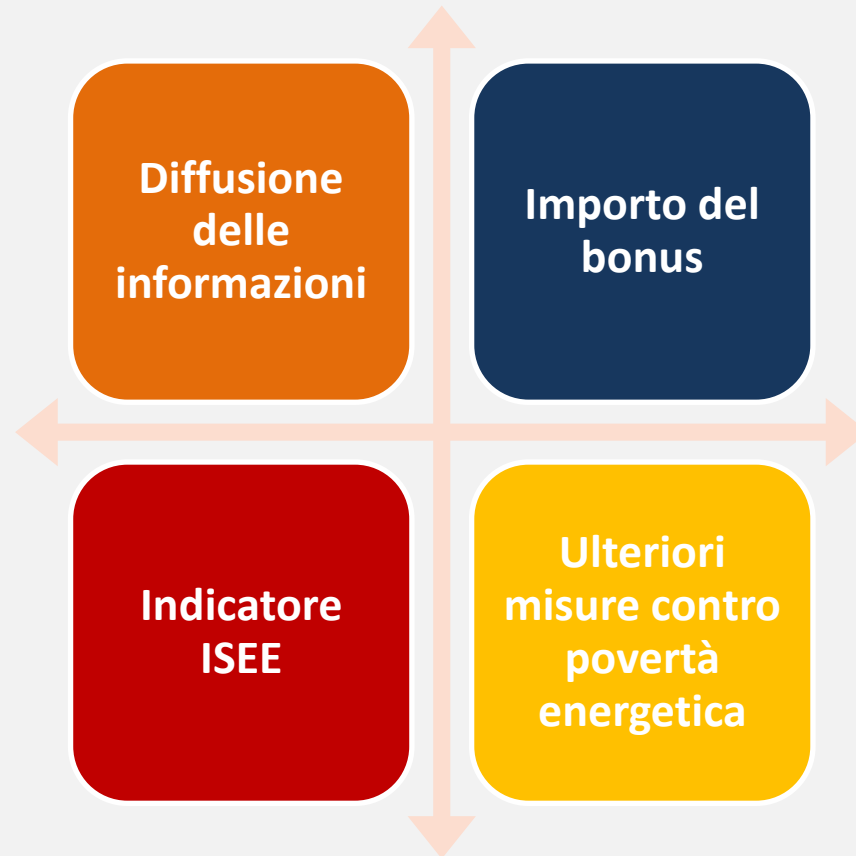 Diffusione
delle
informazioni
Importo del
bonus
Indicatore
ISEE
Ulteriori
misure contro
povertà
energetica